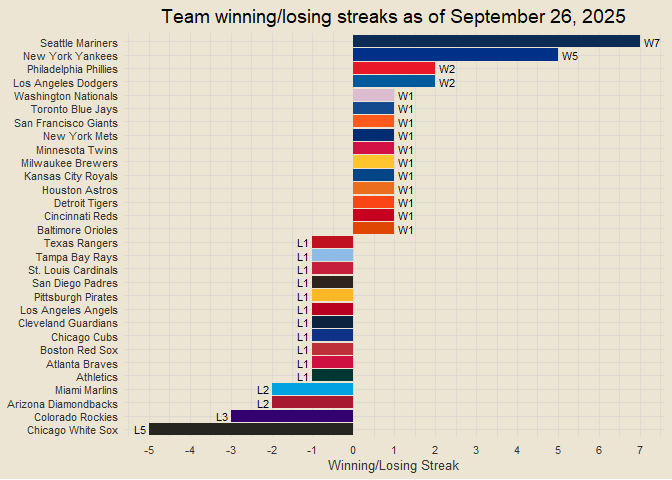 Team winning/losing streaks as of September 26, 2025
Seattle Mariners W7
New York Yankees W5
Philadelphia Phillies W2
Los Angeles Dodgers W2
Washington Nationals W1
Toronto Blue Jays W1
San Francisco Giants W1
New York Mets W1
Minnesota Twins W1
Milwaukee Brewers W1
Kansas City Royals W1
Houston Astros W1
Detroit Tigers W1
Cincinnati Reds W1
Baltimore Orioles W1
Texas Rangers L1
Tampa Bay Rays L1
St. Louis Cardinals L1
San Diego Padres L1
Pittsburgh Pirates L1
Los Angeles Angels L1
Cleveland Guardians L1
Chicago Cubs L1
Boston Red Sox L1
Atlanta Braves L1
Athletics L1
Miami Marlins L2
Arizona Diamondbacks L2
Colorado Rockies L3
Chicago White Sox L5
-5 -4 -3 -2 -1 0 1 2 3 4 5 6 7
Winning/Losing Streak